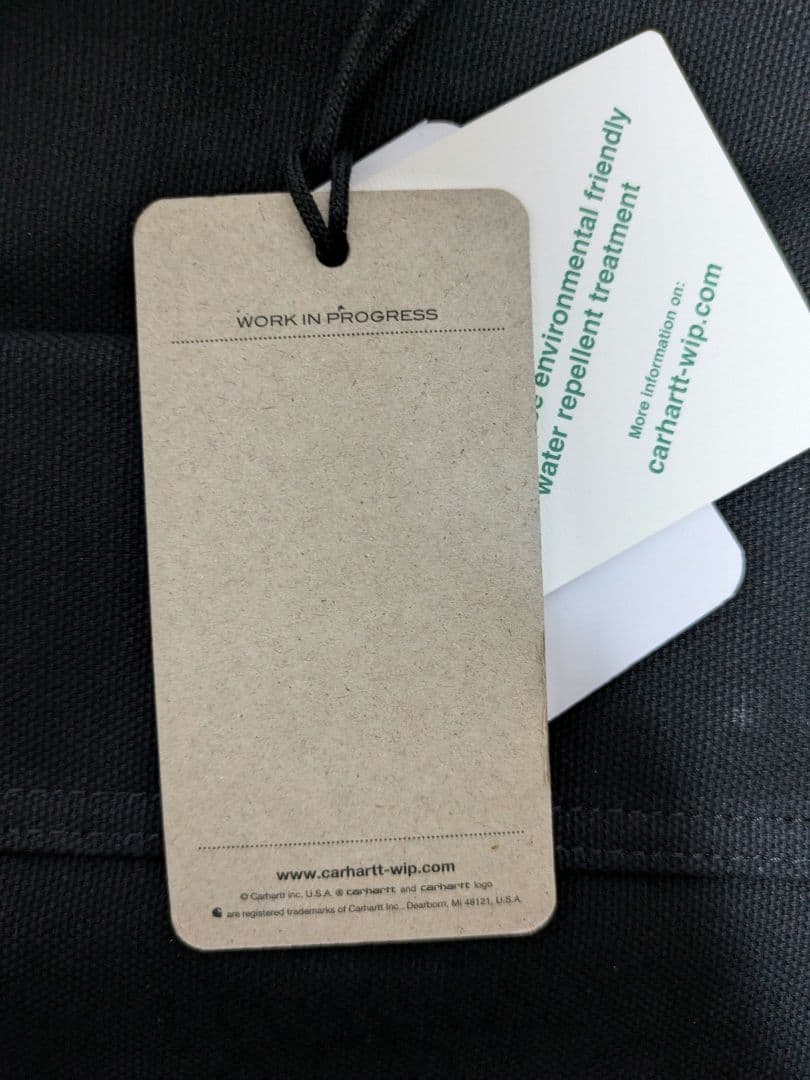 WORK IN PROGRESS
www.carhartt-wip.com
© Carhartt inc. U.S.A. ® carhartt and carhartt logo
are registered trademarks of Carhartt Inc., Dearborn, MI 48121, U.S.A.
environmental friendly
water repellent treatment
More information on:
carhartt-wip.com